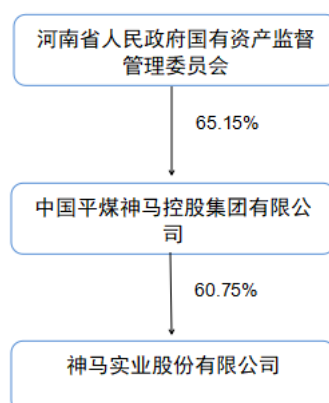 河南省人民政府国有资产监督
管理委员会
65.15%
中国平煤神马控股集团有限公
司
60.75%
神马实业股份有限公司